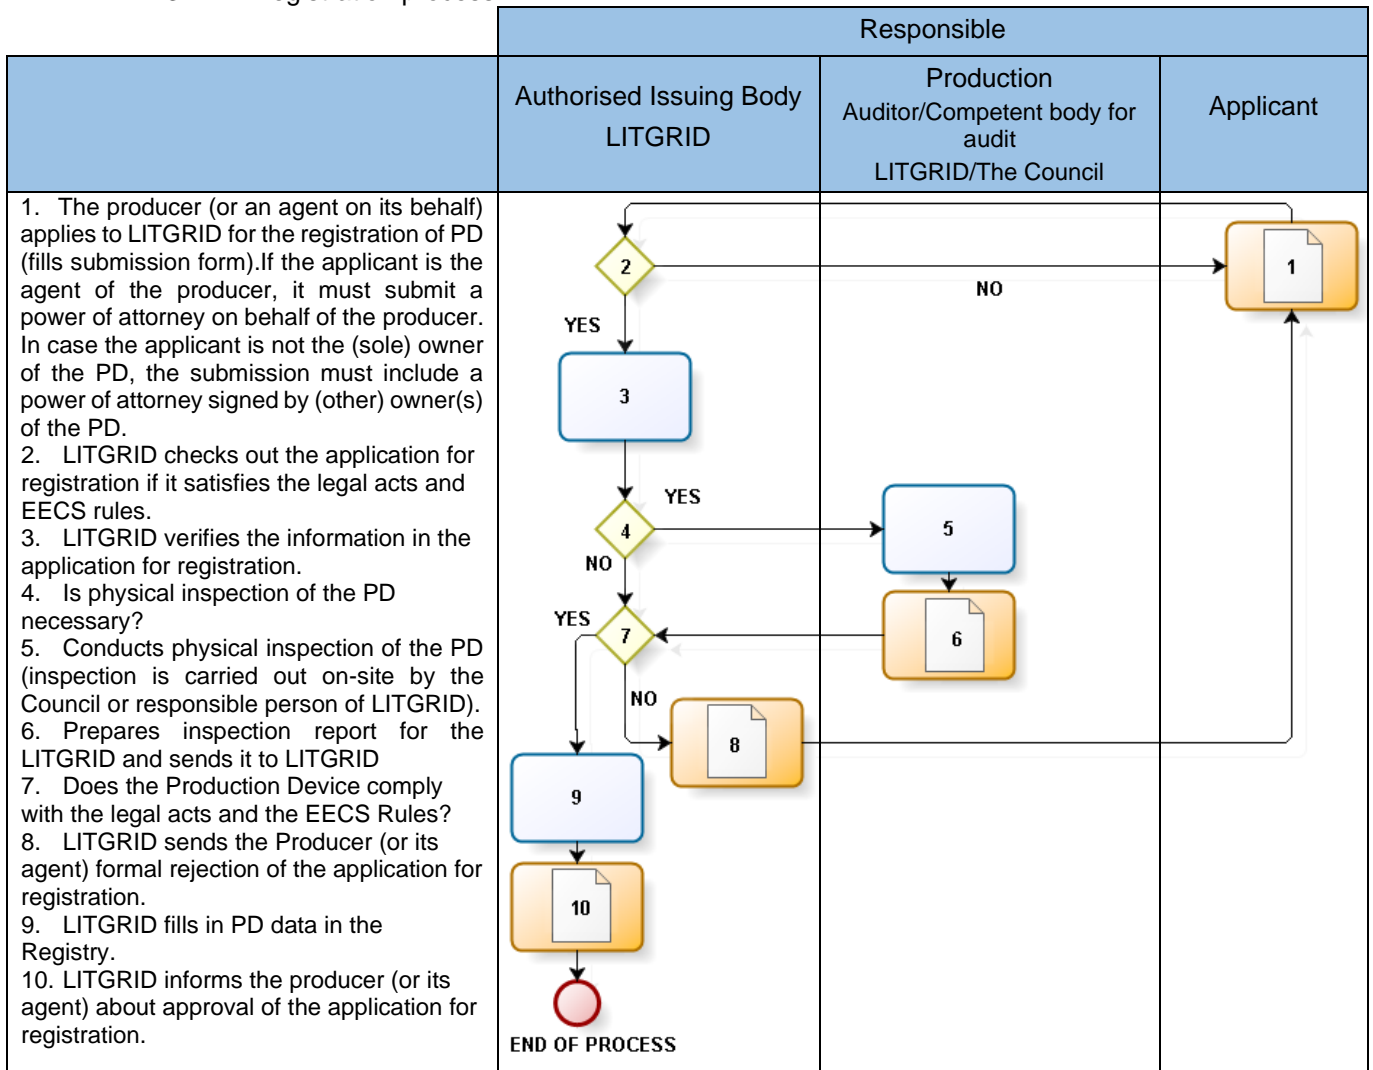 Responsible
Authorised Issuing Body
LITGRID
Production
Auditor/Competent body for
audit
LITGRID/The Council
Applicant
1. The producer (or an agent on its behalf)
applies to LITGRID for the registration of PD
(fills submission form).If the applicant is the
agent of the producer, it must submit a
power of attorney on behalf of the producer.
In case the applicant is not the (sole) owner
of the PD, the submission must include a
power of attorney signed by (other) owner(s)
of the PD.
2. LITGRID checks out the application for
registration if it satisfies the legal acts and
EECS rules.
3. LITGRID verifies the information in the
application for registration.
4. Is physical inspection of the PD
necessary?
5. Conducts physical inspection of the PD
(inspection is carried out on-site by the
Council or responsible person of LITGRID).
6. Prepares inspection report for the
LITGRID and sends it to LITGRID
7. Does the Production Device comply
with the legal acts and the EECS Rules?
8. LITGRID sends the Producer (or its
agent) formal rejection of the application for
registration.
9. LITGRID fills in PD data in the
Registry.
10. LITGRID informs the producer (or its
agent) about approval of the application for
registration.
2
1
NO
YES
3
YES
4
5
NO
YES
7
6
NO
8
9
10
END OF PROCESS